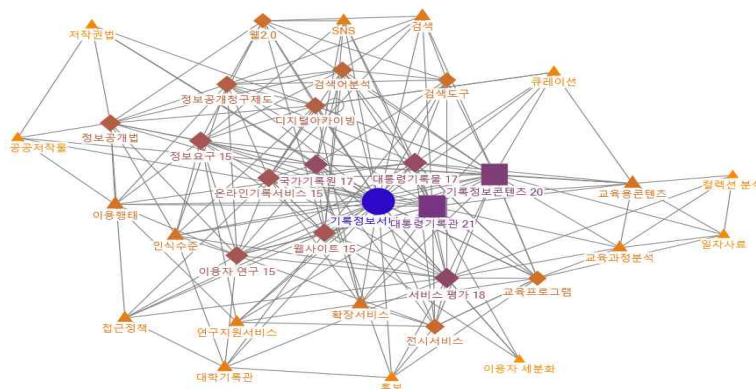 웹2.0
SNS
검색
저작권법
검색어분석
큐레이션
정보공개청구제도
검색도구
디지털아카이빙
정보공개법
공공저작물
정보요구 15
국가기록원 17
대통령기록물 17
온라인기록서비스 15
기록정보콘텐츠 20
교육용콘텐츠
컬렉션 분석
이용행태
기록정보서비
대통령기록관 21
인식수준
웹사이트 15
일자사료
교육과정분석
이용자 연구 15
서비스 평가 18
교육프로그램
접근정책
연구지원서비스
확장서비스
전시서비스
이용자 세분화
대학기록관
홍보